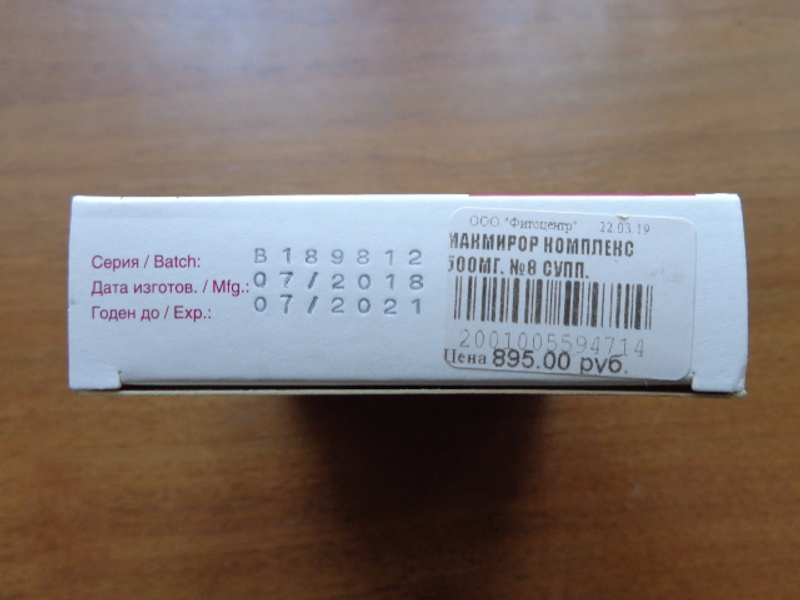 Серия / Batch: B189812
Дата изготов. / Mfg.: 07/2018
Годен до / Exp.: 07/2021
ООО "Фитоцентр" 22.03.19
МАКМИРОР КОМПЛЕКС
500МГ. №8 СУПП.
2001005594714
Цена 895.00 руб.